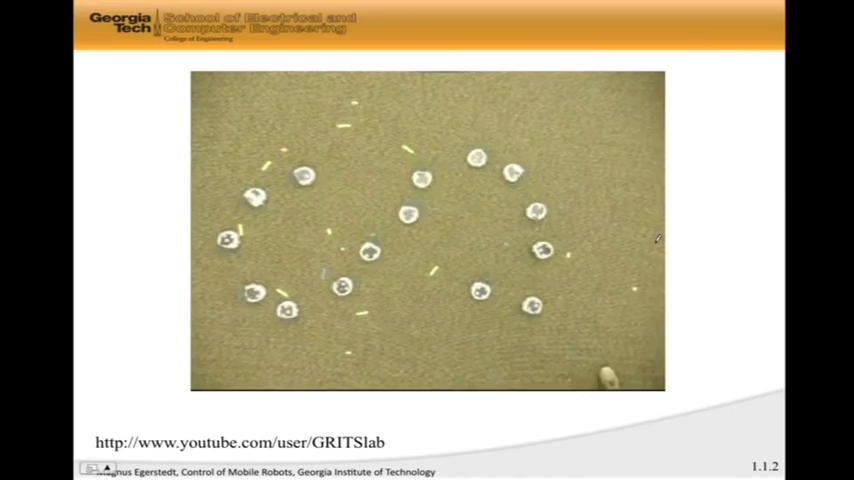 Georgia Tech
School of Electrical and Computer Engineering
College of Engineering
http://www.youtube.com/user/GRITSlab
Magnus Egerstedt, Control of Mobile Robots, Georgia Institute of Technology
1.1.2